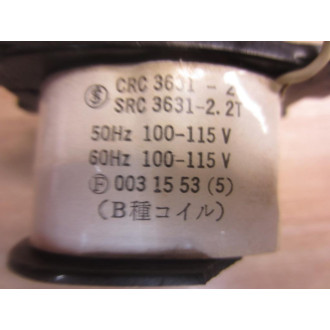 Ⓢ CRC 3631 - 2
SRC 3631-2.2T
50Hz 100-115 V
60Hz 100-115 V
Ⓕ 003 15 53 (5)
(B種コイル)